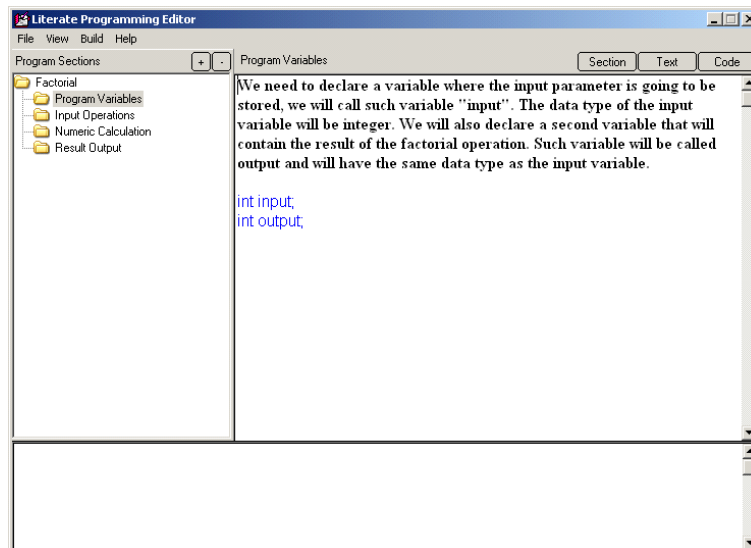 Literate Programming Editor
File View Build Help
Program Sections + - Program Variables Section Text Code
Factorial
Program Variables
Input Operations
Numeric Calculation
Result Output
We need to declare a variable where the input parameter is going to be
stored, we will call such variable "input". The data type of the input
variable will be integer. We will also declare a second variable that will
contain the result of the factorial operation. Such variable will be called
output and will have the same data type as the input variable.
int input;
int output;